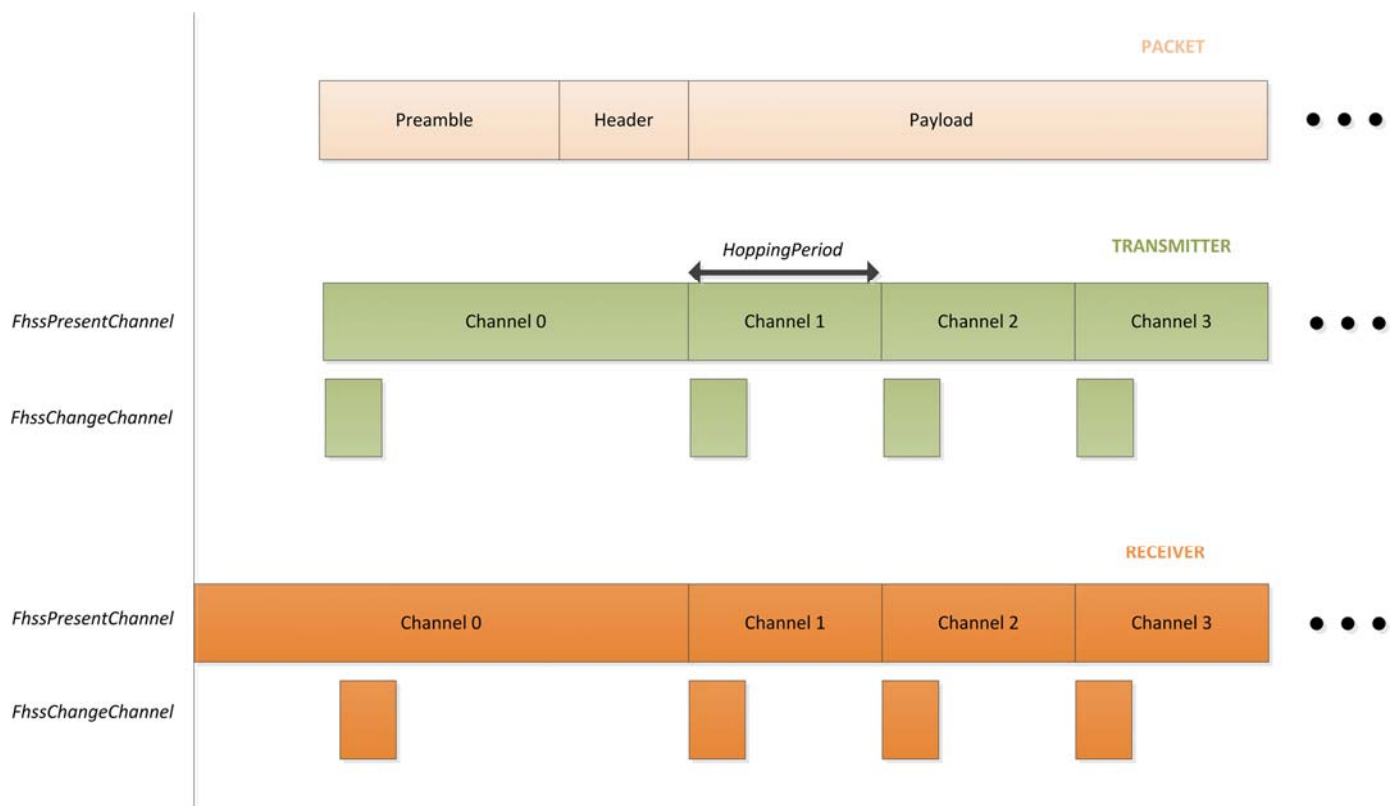 PACKET
Preamble Header Payload
HoppingPeriod
TRANSMITTER
FhssPresentChannel Channel 0 Channel 1 Channel 2 Channel 3
FhssChangeChannel
RECEIVER
FhssPresentChannel Channel 0 Channel 1 Channel 2 Channel 3
FhssChangeChannel